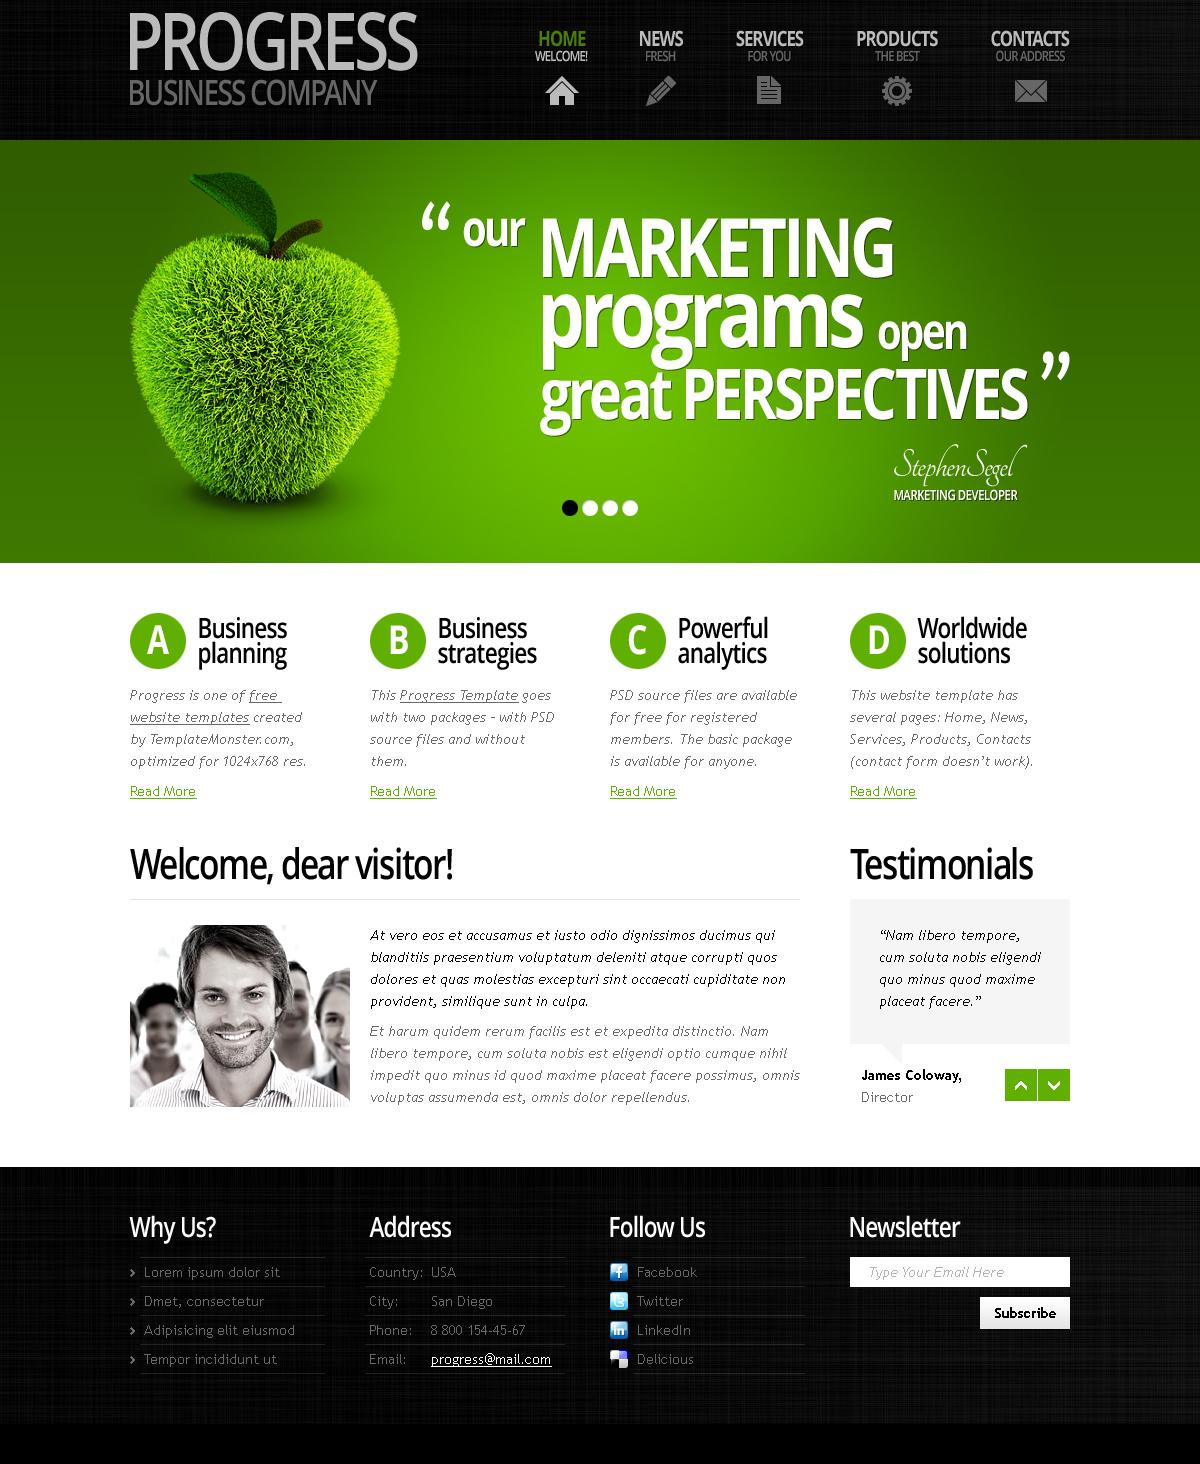 PROGRESS
BUSINESS COMPANY
HOME
WELCOME!
NEWS
FRESH
SERVICES
FOR YOU
PRODUCTS
THE BEST
CONTACTS
OUR ADDRESS
“ our MARKETING
programs open
great PERSPECTIVES ”
StephenSegel
MARKETING DEVELOPER
A Business
planning
Progress is one of free
website templates created
by TemplateMonster.com,
optimized for 1024x768 res.
Read More
B Business
strategies
This Progress Template goes
with two packages - with PSD
source files and without
them.
Read More
C Powerful
analytics
PSD source files are available
for free for registered
members. The basic package
is available for anyone.
Read More
D Worldwide
solutions
This website template has
several pages: Home, News,
Services, Products, Contacts
(contact form doesn’t work).
Read More
Welcome, dear visitor!
At vero eos et accusamus et iusto odio dignissimos ducimus qui
blanditiis praesentium voluptatum deleniti atque corrupti quos
dolores et quas molestias excepturi sint occaecati cupiditate non
provident, similique sunt in culpa.
Et harum quidem rerum facilis est et expedita distinctio. Nam
libero tempore, cum soluta nobis est eligendi optio cumque nihil
impedit quo minus id quod maxime placeat facere possimus, omnis
voluptas assumenda est, omnis dolor repellendus.
Testimonials
“Nam libero tempore,
cum soluta nobis eligendi
quo minus quod maxime
placeat facere.”
James Coloway,
Director
Why Us?
Lorem ipsum dolor sit
Dmet, consectetur
Adipisicing elit eiusmod
Tempor incididunt ut
Address
Country: USA
City: San Diego
Phone: 8 800 154-45-67
Email: progress@mail.com
Follow Us
Facebook
Twitter
LinkedIn
Delicious
Newsletter
Type Your Email Here
Subscribe